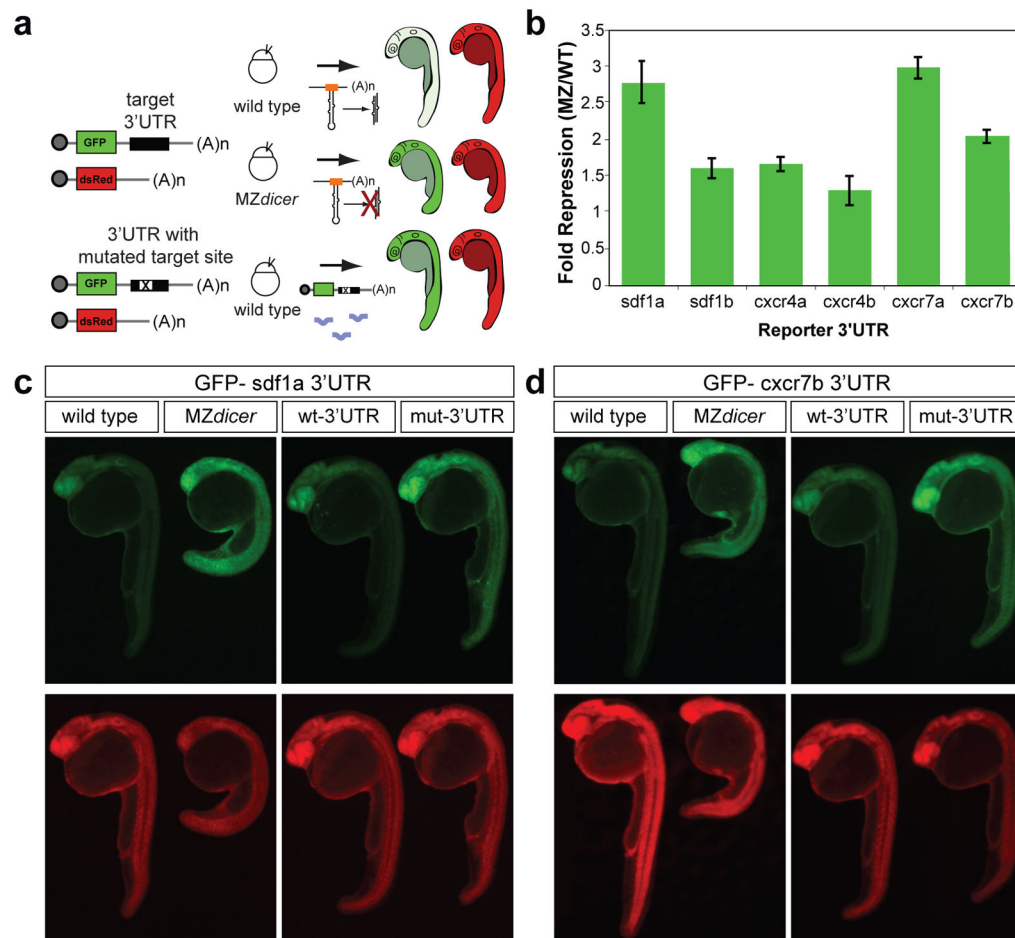 a
target
3'UTR
GFP
(A)n
dsRed
(A)n
3'UTR with
mutated target site
GFP
X
(A)n
dsRed
(A)n
wild type
(A)n
MZdicer
(A)n
X
wild type
X
(A)n
b
Fold Repression (MZ/WT)
3.5
3
2.5
2
1.5
1
0.5
0
sdf1a sdf1b cxcr4a cxcr4b cxcr7a cxcr7b
Reporter 3'UTR
c
GFP- sdf1a 3'UTR
wild type MZdicer wt-3'UTR mut-3'UTR
d
GFP- cxcr7b 3'UTR
wild type MZdicer wt-3'UTR mut-3'UTR